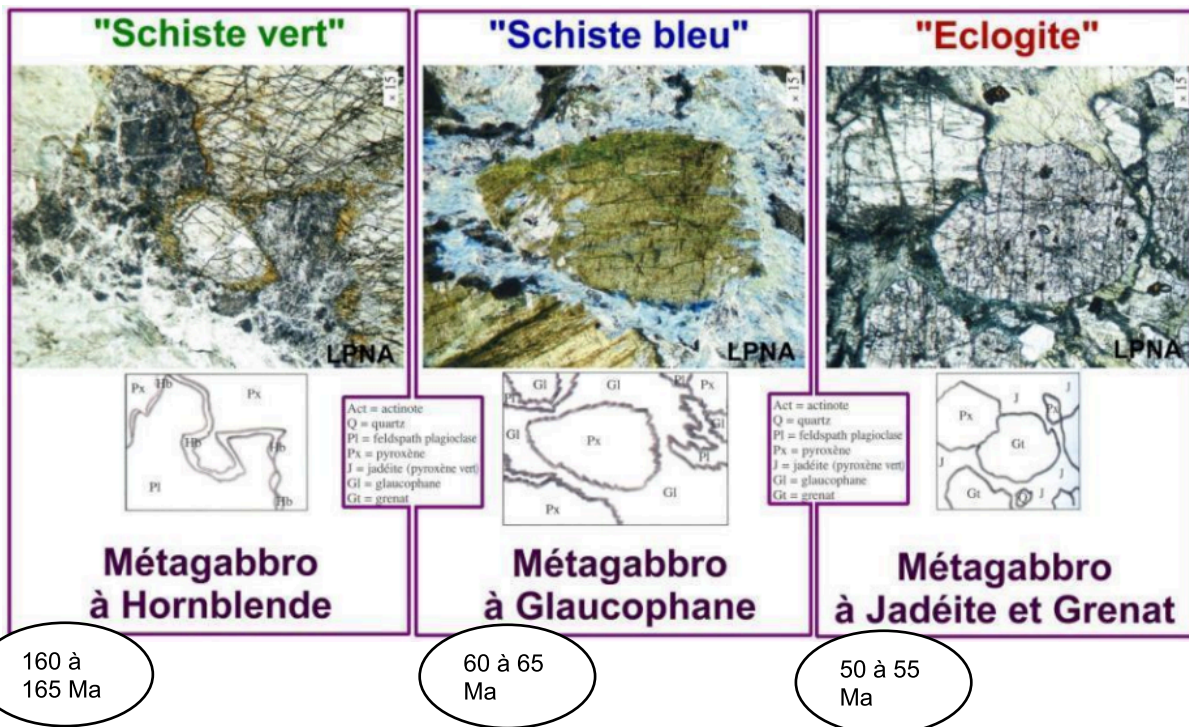 "Schiste vert"
× 15
LPNA
Px
Hb
Px
Hb
Hb
Pl
Hb
Act = actinote
Q = quartz
Pl = feldspath plagioclase
Px = pyroxène
J = jadéite (pyroxène vert)
Gl = glaucophane
Gt = grenat
Métagabbro
à Hornblende
160 à
165 Ma
"Schiste bleu"
× 15
LPNA
Gl
Gl
Pl
Px
Pl
Gl
Px
Gl
Pl
Gl
Px
Métagabbro
à Glaucophane
60 à 65
Ma
"Eclogite"
× 15
LPNA
Act = actinote
Q = quartz
Pl = feldspath plagioclase
Px = pyroxène
J = jadéite (pyroxène vert)
Gl = glaucophane
Gt = grenat
J
J
Px
Px
Gt
J
J
Gt
Q
J
J
Métagabbro
à Jadéite et Grenat
50 à 55
Ma